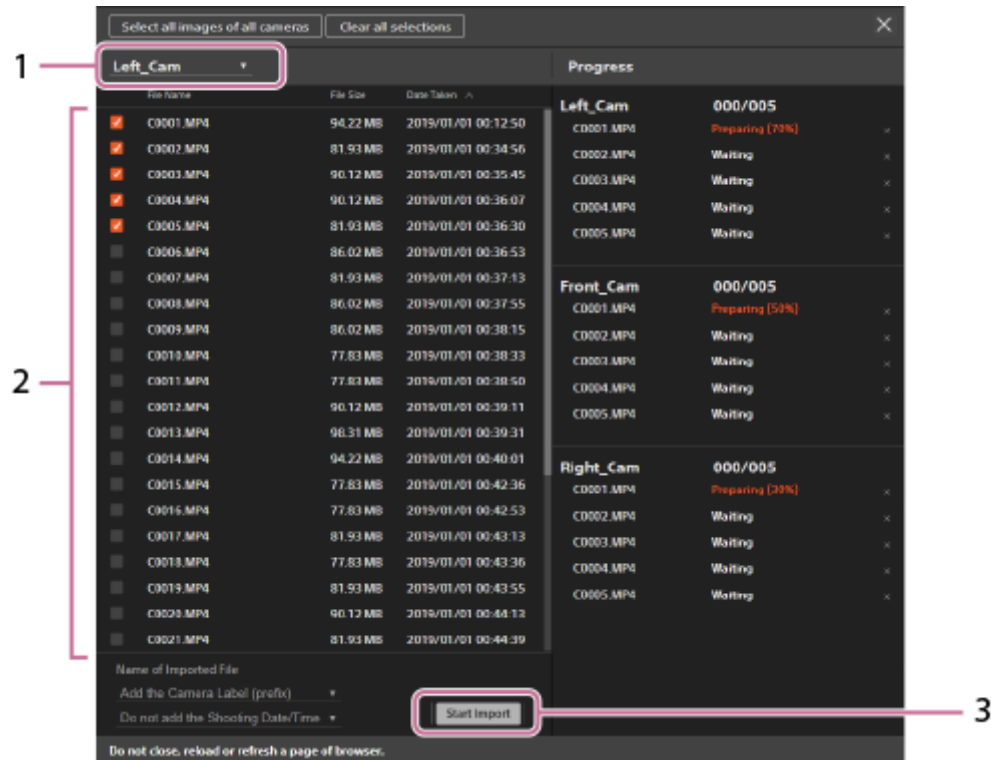 Select all images of all cameras Clear all selections
1
Left_Cam
File Name File Size Date Taken
C0001.MP4 94.22 MB 2019/01/01 00:12:50
C0002.MP4 81.93 MB 2019/01/01 00:34:56
C0003.MP4 90.12 MB 2019/01/01 00:35:45
C0004.MP4 90.12 MB 2019/01/01 00:36:07
C0005.MP4 81.93 MB 2019/01/01 00:36:30
C0006.MP4 86.02 MB 2019/01/01 00:36:53
C0007.MP4 81.93 MB 2019/01/01 00:37:13
C0008.MP4 86.02 MB 2019/01/01 00:37:55
C0009.MP4 86.02 MB 2019/01/01 00:38:15
C0010.MP4 77.83 MB 2019/01/01 00:38:33
C0011.MP4 77.83 MB 2019/01/01 00:38:50
C0012.MP4 90.12 MB 2019/01/01 00:39:11
C0013.MP4 98.31 MB 2019/01/01 00:39:31
C0014.MP4 94.22 MB 2019/01/01 00:40:01
C0015.MP4 77.83 MB 2019/01/01 00:42:36
C0016.MP4 77.83 MB 2019/01/01 00:42:53
C0017.MP4 81.93 MB 2019/01/01 00:43:13
C0018.MP4 77.83 MB 2019/01/01 00:43:36
C0019.MP4 81.93 MB 2019/01/01 00:43:55
C0020.MP4 90.12 MB 2019/01/01 00:44:13
C0021.MP4 81.93 MB 2019/01/01 00:44:39
2
Name of Imported File
Add the Camera Label (prefix)
Do not add the Shooting Date/Time
Start Import
3
Progress
Left_Cam 000/005
C0001.MP4 Preparing (70%)
C0002.MP4 Waiting
C0003.MP4 Waiting
C0004.MP4 Waiting
C0005.MP4 Waiting
Front_Cam 000/005
C0001.MP4 Preparing (50%)
C0002.MP4 Waiting
C0003.MP4 Waiting
C0004.MP4 Waiting
C0005.MP4 Waiting
Right_Cam 000/005
C0001.MP4 Preparing (30%)
C0002.MP4 Waiting
C0003.MP4 Waiting
C0004.MP4 Waiting
C0005.MP4 Waiting
Do not close, reload or refresh a page of browser.